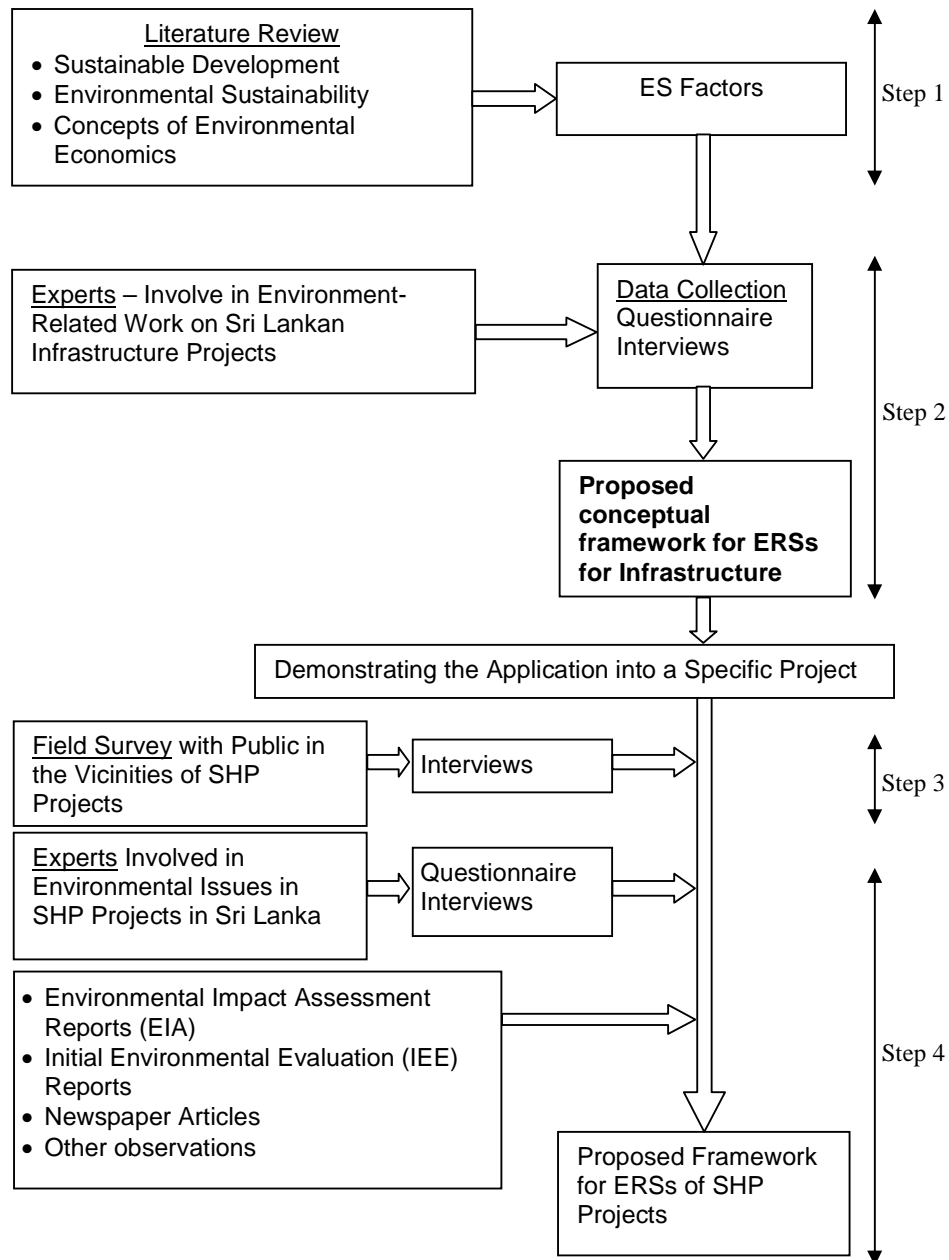 Literature Review
• Sustainable Development
• Environmental Sustainability
• Concepts of Environmental
Economics
ES Factors
Step 1
Experts – Involve in Environment-
Related Work on Sri Lankan
Infrastructure Projects
Data Collection
Questionnaire
Interviews
Step 2
Proposed
conceptual
framework for ERSs
for Infrastructure
Demonstrating the Application into a Specific Project
Field Survey with Public in
the Vicinities of SHP
Projects
Interviews
Step 3
Experts Involved in
Environmental Issues in
SHP Projects in Sri Lanka
Questionnaire
Interviews
• Environmental Impact Assessment
Reports (EIA)
• Initial Environmental Evaluation (IEE)
Reports
• Newspaper Articles
• Other observations
Step 4
Proposed Framework
for ERSs of SHP
Projects